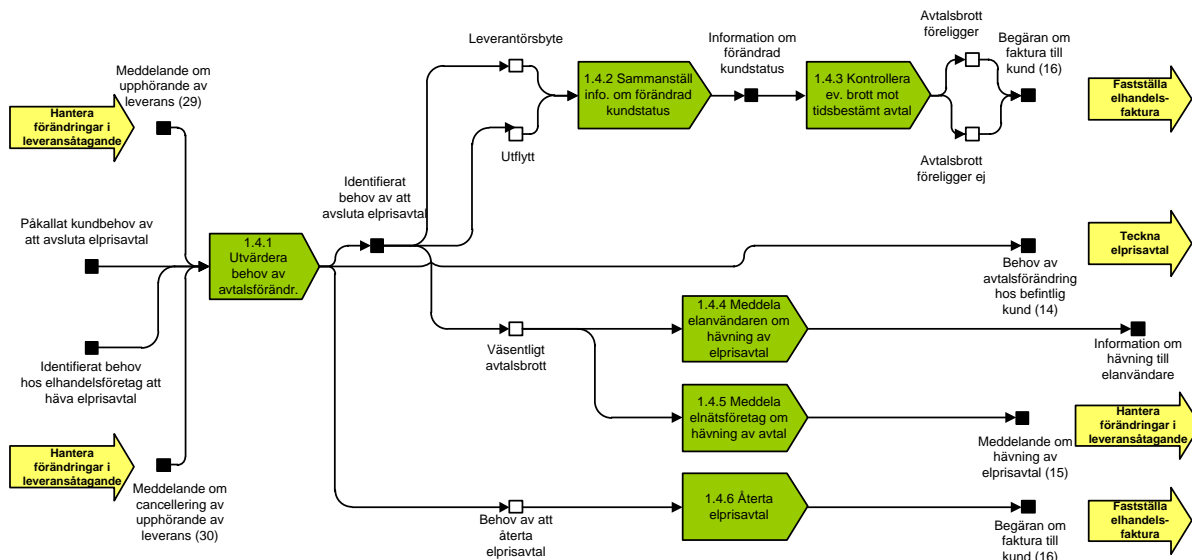 Leverantörsbyte
Information om
förändrad
kundstatus
Avtalsbrott
föreligger
Begäran om
faktura till
kund (16)
Meddelande om
upphörande av
leverans (29)
Hantera
förändringar i
leveransåtagande
1.4.2 Sammanställ
info. om förändrad
kundstatus
1.4.3 Kontrollera
ev. brott mot
tidsbestämt avtal
Fastställa
elhandels-
faktura
Utflytt
Avtalsbrott
föreligger ej
Identifierat
behov av att
avsluta elprisavtal
Påkallat kundbehov av
att avsluta elprisavtal
1.4.1
Utvärdera
behov av
avtalsförändr.
Teckna
elprisavtal
Behov av
avtalsförändring
hos befintlig
kund (14)
1.4.4 Meddela
elanvändaren om
hävning av
elprisavtal
Väsentligt
avtalsbrott
Information om
hävning till
elanvändare
Identifierat behov
hos elhandelsföretag att
häva elprisavtal
1.4.5 Meddela
elnätsföretag om
hävning av avtal
Hantera
förändringar i
leveransåtagande
Hantera
förändringar i
leveransåtagande
Meddelande om
hävning av
elprisavtal (15)
Meddelande om
cancellering av
upphörande av
leverans (30)
1.4.6 Återta
elprisavtal
Behov av att
återta
elprisavtal
Begäran om
faktura till
kund (16)
Fastställa
elhandels-
faktura